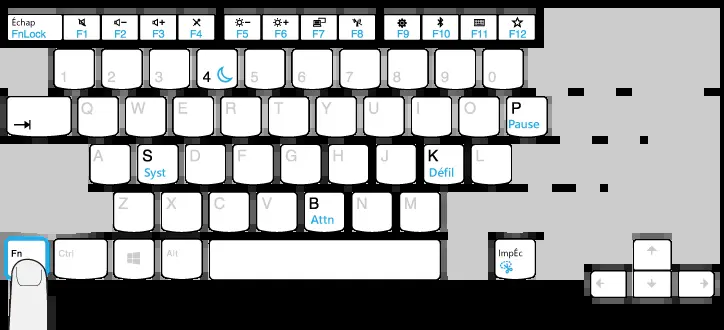 Échap
FnLock F1 F2 F3 F4 F5 F6 F7 F8 F9 F10 F11 F12
1 2 3 4 5 6 7 8 9 0
Q W E R T Y U I O P
Pause
A S D F G H J K L
Syst Défil
Z X C V B N M
Attn
Fn Ctrl Alt ImpÉc